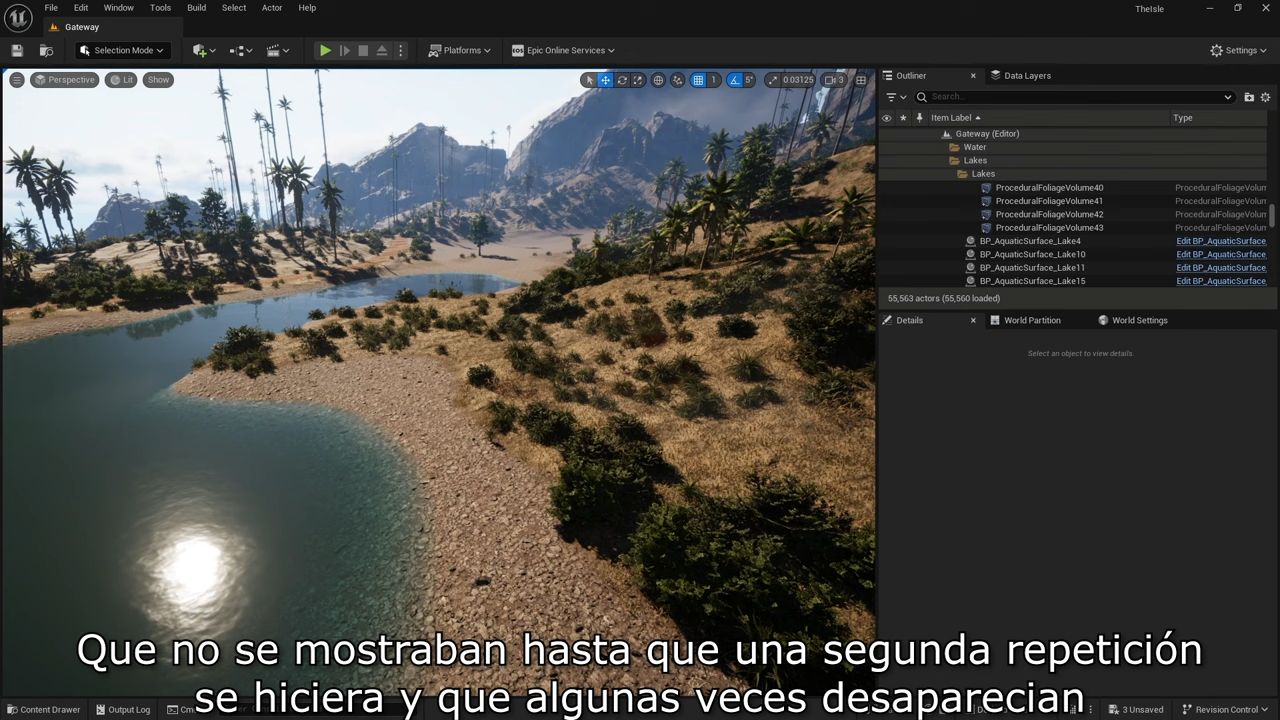 File Edit Window Tools Build Select Actor Help
TheIsle
Gateway
Selection Mode
Platforms
Epic Online Services
Settings
Perspective
Lit
Show
1
5°
0.03125
3
Outliner
Data Layers
Search...
Item Label
Type
Gateway (Editor)
Water
Lakes
Lakes
ProceduralFoliageVolume40 ProceduralFoliageVolum
ProceduralFoliageVolume41 ProceduralFoliageVolum
ProceduralFoliageVolume42 ProceduralFoliageVolum
ProceduralFoliageVolume43 ProceduralFoliageVolum
BP_AquaticSurface_Lake4 Edit BP_AquaticSurface
BP_AquaticSurface_Lake10 Edit BP_AquaticSurface
BP_AquaticSurface_Lake11 Edit BP_AquaticSurface
BP_AquaticSurface_Lake15 Edit BP_AquaticSurface
55,563 actors (55,560 loaded)
Details
World Partition
World Settings
Select an object to view details.
Que no se mostraban hasta que una segunda repetición
se hiciera y que algunas veces desaparecian
Content Drawer
Output Log
3 Unsaved
Revision Control